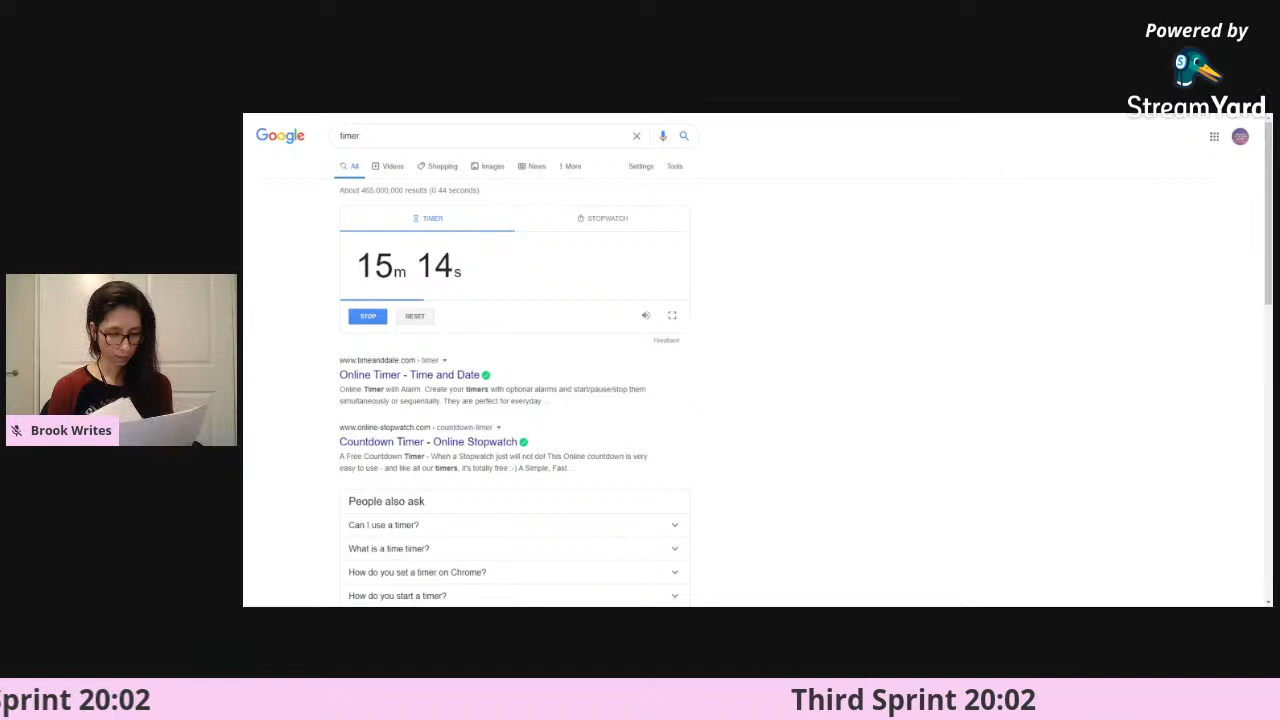 Powered by
StreamYard
Google
timer
All Videos Shopping Images News More Settings Tools
About 465,000,000 results (0.44 seconds)
TIMER STOPWATCH
15m 14s
STOP RESET
Feedback
www.timeanddate.com › timer
Online Timer - Time and Date
Online Timer with Alarm. Create your timers with optional alarms and start/pause/stop them
simultaneously or sequentially. They are perfect for everyday ...
www.online-stopwatch.com › countdown-timer
Countdown Timer - Online Stopwatch
A Free Countdown Timer - When a Stopwatch just will not do! This Online countdown is very
easy to use - and like all our timers, it's totally free :-) A Simple, Fast ...
People also ask
Can I use a timer?
What is a time timer?
How do you set a timer on Chrome?
How do you start a timer?
Brook Writes
Sprint 20:02 Third Sprint 20:02